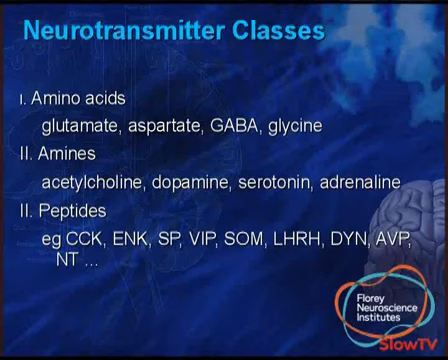 Neurotransmitter Classes
I. Amino acids
glutamate, aspartate, GABA, glycine
II. Amines
acetylcholine, dopamine, serotonin, adrenaline
II. Peptides
eg CCK, ENK, SP, VIP, SOM, LHRH, DYN, AVP,
NT ...
Florey
Neuroscience
Institutes
SlowTV